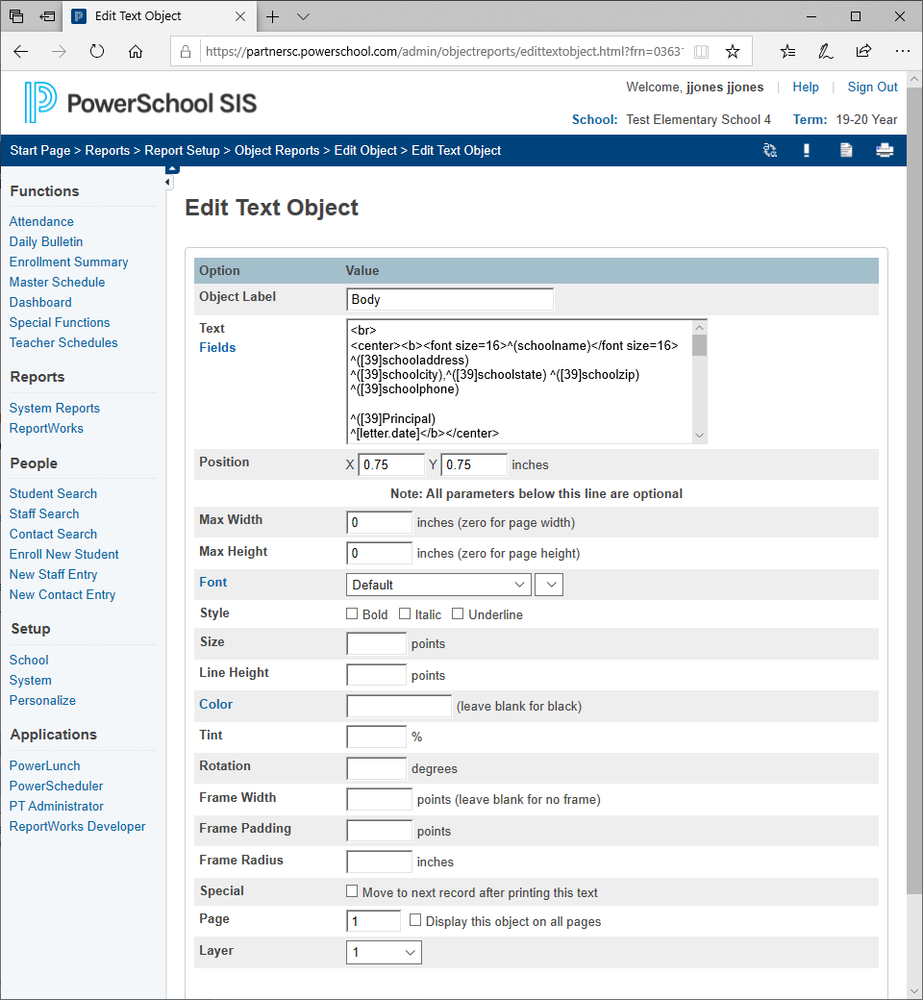 Edit Text Object
https://partnersc.powerschool.com/admin/objectreports/edittextobject.html?frn=0363
PowerSchool SIS
Welcome, jjones jjones | Help | Sign Out
School: Test Elementary School 4 Term: 19-20 Year
Start Page > Reports > Report Setup > Object Reports > Edit Object > Edit Text Object
Functions
Attendance
Daily Bulletin
Enrollment Summary
Master Schedule
Dashboard
Special Functions
Teacher Schedules
Reports
System Reports
ReportWorks
People
Student Search
Staff Search
Contact Search
Enroll New Student
New Staff Entry
New Contact Entry
Setup
School
System
Personalize
Applications
PowerLunch
PowerScheduler
PT Administrator
ReportWorks Developer
Edit Text Object
Option Value
Object Label Body
Text
Fields
<br>
<center><b><font size=16>^(schoolname)</font size=16>
^([39]schooladdress)
^([39]schoolcity),^([39]schoolstate) ^([39]schoolzip)
^([39]schoolphone)
^([39]Principal)
^[letter.date]</b></center>
Position X 0.75 Y 0.75 inches
Note: All parameters below this line are optional
Max Width 0 inches (zero for page width)
Max Height 0 inches (zero for page height)
Font Default
Style Bold Italic Underline
Size points
Line Height points
Color (leave blank for black)
Tint %
Rotation degrees
Frame Width points (leave blank for no frame)
Frame Padding points
Frame Radius inches
Special Move to next record after printing this text
Page 1 Display this object on all pages
Layer 1